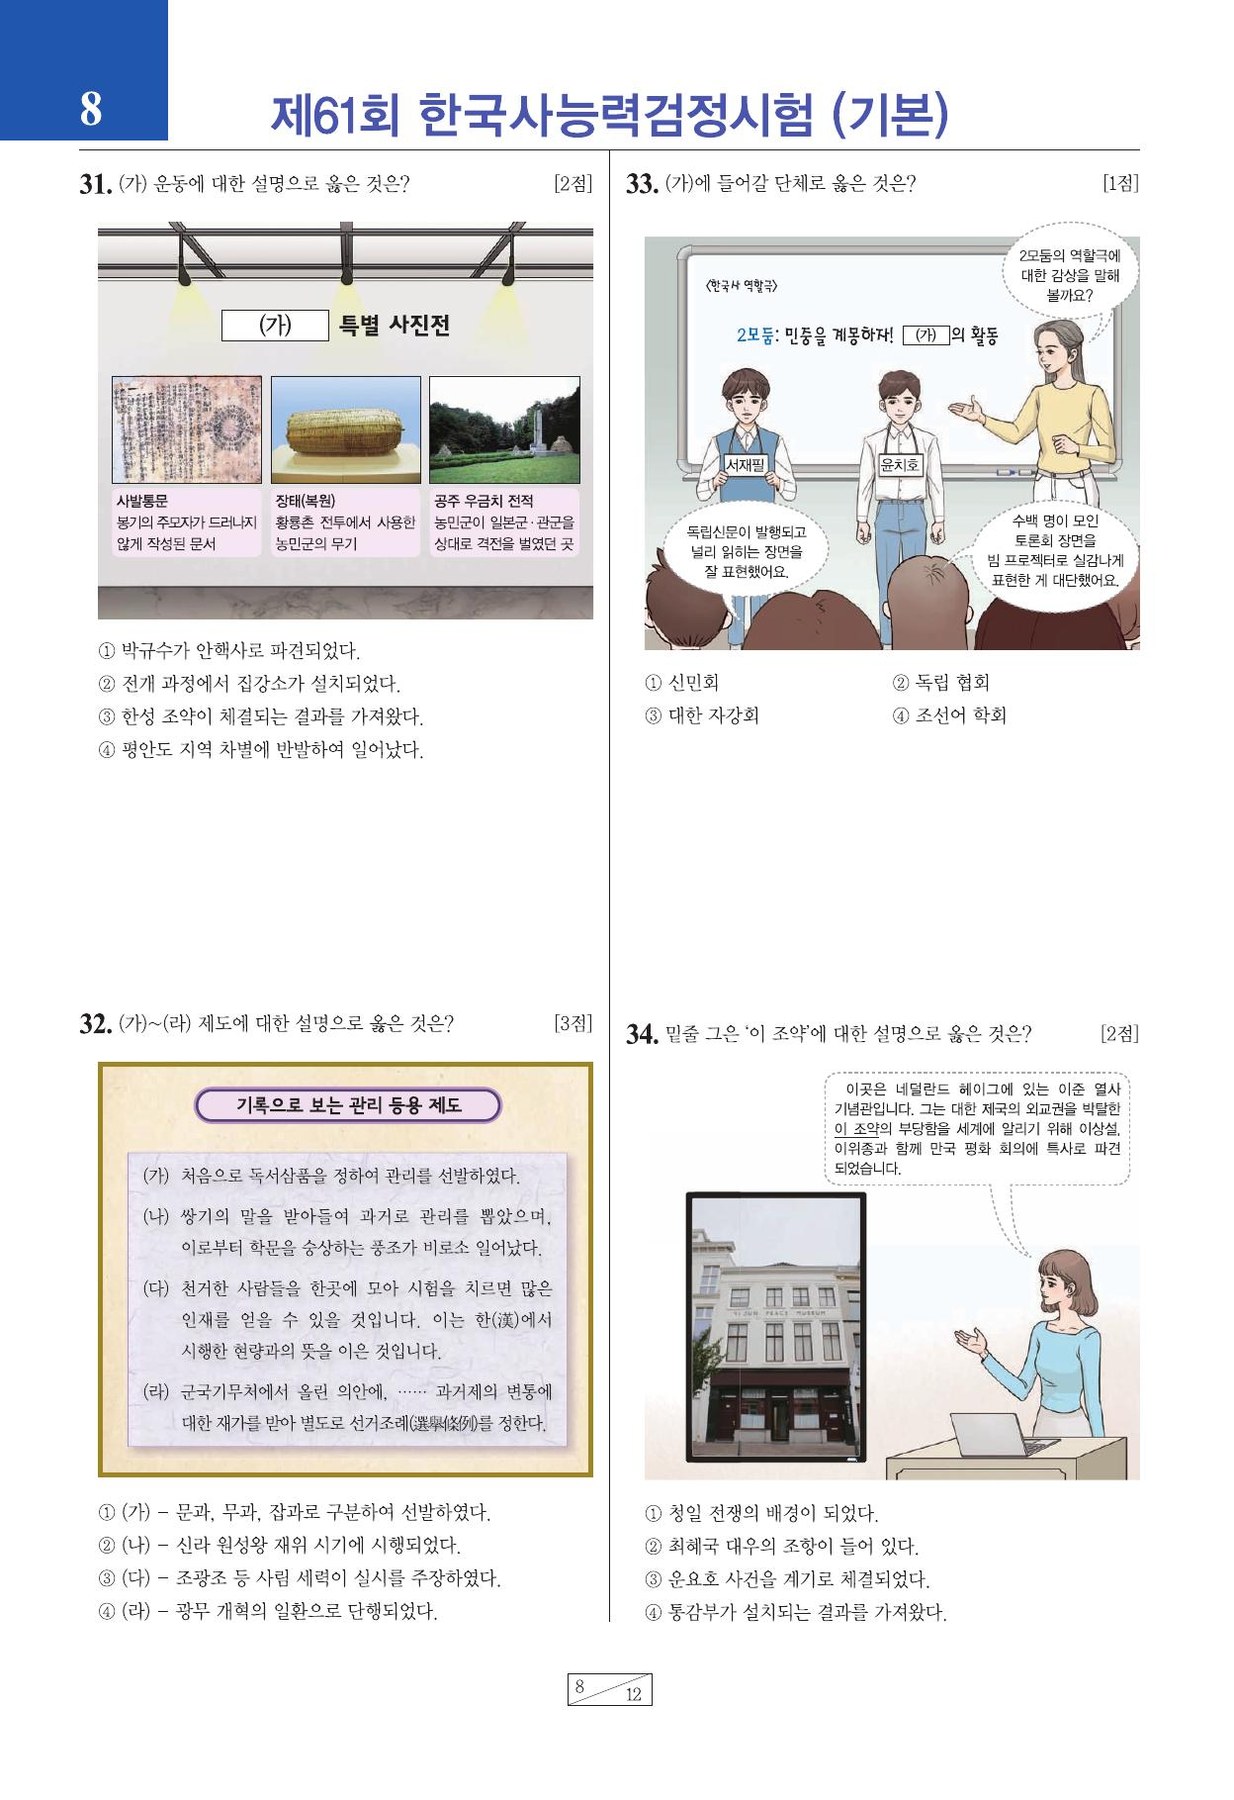 8
제61회 한국사능력검정시험 (기본)
31. (가) 운동에 대한 설명으로 옳은 것은? [2점]
(가) 특별 사진전
사발통문
봉기의 주모자가 드러나지
않게 작성된 문서
장태(복원)
황룡촌 전투에서 사용한
농민군의 무기
공주 우금치 전적
농민군이 일본군·관군을
상대로 격전을 벌였던 곳
① 박규수가 안핵사로 파견되었다.
② 전개 과정에서 집강소가 설치되었다.
③ 한성 조약이 체결되는 결과를 가져왔다.
④ 평안도 지역 차별에 반발하여 일어났다.
32. (가)~(라) 제도에 대한 설명으로 옳은 것은? [3점]
기록으로 보는 관리 등용 제도
(가) 처음으로 독서삼품을 정하여 관리를 선발하였다.
(나) 쌍기의 말을 받아들여 과거로 관리를 뽑았으며,
이로부터 학문을 숭상하는 풍조가 비로소 일어났다.
(다) 천거한 사람들을 한곳에 모아 시험을 치르면 많은
인재를 얻을 수 있을 것입니다. 이는 한(漢)에서
시행한 현량과의 뜻을 이은 것입니다.
(라) 군국기무처에서 올린 의안에, …… 과거제의 변통에
대한 재가를 받아 별도로 선거조례(選擧條例)를 정한다.
① (가) - 문과, 무과, 잡과로 구분하여 선발하였다.
② (나) - 신라 원성왕 재위 시기에 시행되었다.
③ (다) - 조광조 등 사림 세력이 실시를 주장하였다.
④ (라) - 광무 개혁의 일환으로 단행되었다.
33. (가)에 들어갈 단체로 옳은 것은? [1점]
2모둠의 역할극에
대한 감상을 말해
볼까요?
<한국사 역할극>
2모둠: 민중을 계몽하자! (가)의 활동
서재필
윤치호
독립신문이 발행되고
널리 읽히는 장면을
잘 표현했어요.
수백 명이 모인
토론회 장면을
빔 프로젝터로 실감나게
표현한 게 대단했어요.
① 신민회 ② 독립 협회
③ 대한 자강회 ④ 조선어 학회
34. 밑줄 그은 ‘이 조약’에 대한 설명으로 옳은 것은? [2점]
이곳은 네덜란드 헤이그에 있는 이준 열사
기념관입니다. 그는 대한 제국의 외교권을 박탈한
이 조약의 부당함을 세계에 알리기 위해 이상설,
이위종과 함께 만국 평화 회의에 특사로 파견
되었습니다.
YI JUN PEACE MUSEUM
① 청일 전쟁의 배경이 되었다.
② 최혜국 대우의 조항이 들어 있다.
③ 운요호 사건을 계기로 체결되었다.
④ 통감부가 설치되는 결과를 가져왔다.
8
12